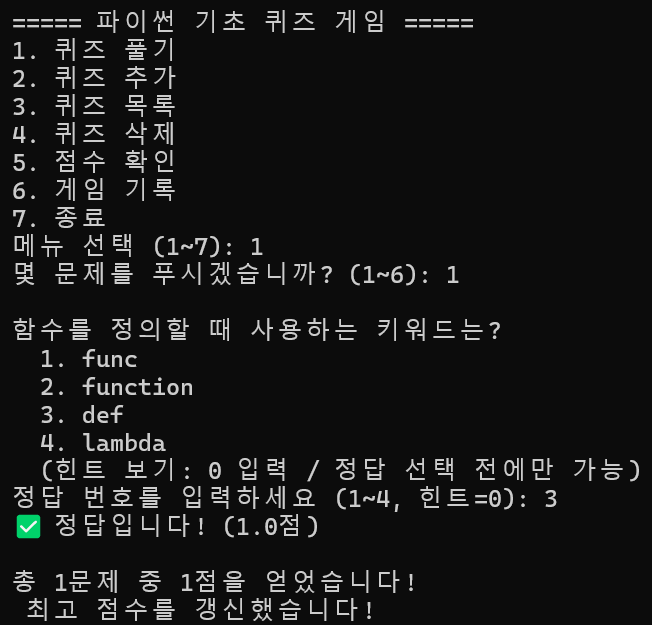 ===== 파이썬 기초 퀴즈 게임 =====
1. 퀴즈 풀기
2. 퀴즈 추가
3. 퀴즈 목록
4. 퀴즈 삭제
5. 점수 확인
6. 게임 기록
7. 종료
메뉴 선택 (1~7): 1
몇 문제를 푸시겠습니까? (1~6): 1

함수를 정의할 때 사용하는 키워드는?
  1. func
  2. function
  3. def
  4. lambda
  (힌트 보기: 0 입력 / 정답 선택 전에만 가능)
정답 번호를 입력하세요 (1~4, 힌트=0): 3
✅ 정답입니다! (1.0점)

총 1문제 중 1점을 얻었습니다!
 최고 점수를 갱신했습니다!